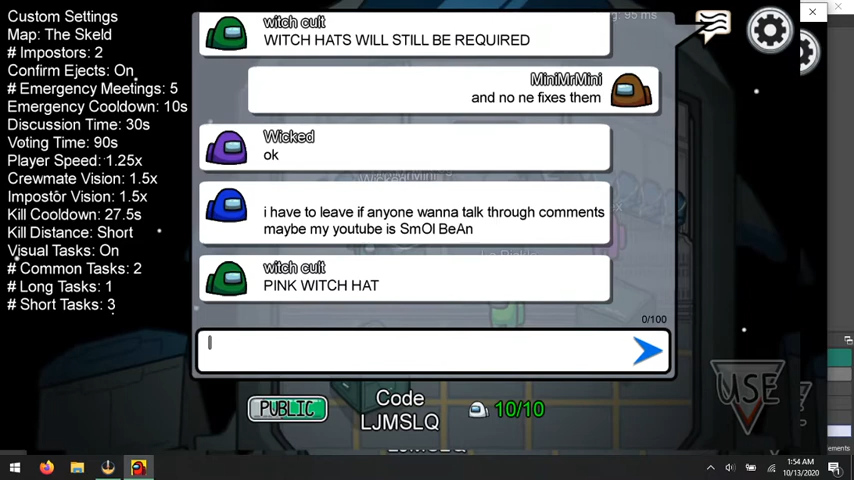 Custom Settings
Map: The Skeld
# Impostors: 2
Confirm Ejects: On
# Emergency Meetings: 5
Emergency Cooldown: 10s
Discussion Time: 30s
Voting Time: 90s
Player Speed: 1.25x
Crewmate Vision: 1.5x
Impostor Vision: 1.5x
Kill Cooldown: 27.5s
Kill Distance: Short
Visual Tasks: On
# Common Tasks: 2
# Long Tasks: 1
# Short Tasks: 3
95 ms
witch cult
WITCH HATS WILL STILL BE REQUIRED
MiniMrMini
and no ne fixes them
Wicked
ok
i have to leave if anyone wanna talk through comments
maybe my youtube is SmOl BeAn
witch cult
PINK WITCH HAT
0/100
PUBLIC
Code
LJMSLQ
10/10
USE
1:54 AM
10/13/2020